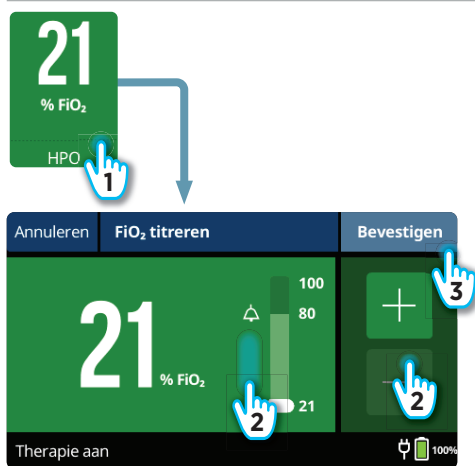 21
% FiO₂
HPO
1
Annuleren FiO₂ titreren Bevestigen
3
100
80
21 % FiO₂
21
2
2
Therapie aan 100%